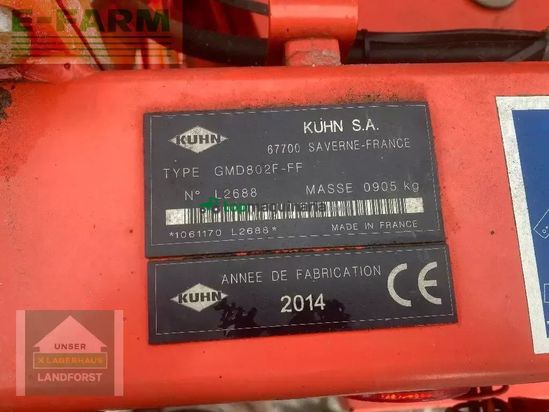 E-FARM
KUHN
KUHN S.A.
67700 SAVERNE-FRANCE
TYPE GMD802F-FF
N° L2688 MASSE 0905 kg
topmaquinaria
*1061170 L2688* MADE IN FRANCE
KUHN
ANNEE DE FABRICATION
2014
CE
UNSER
X LAGERHAUS
LANDFORST